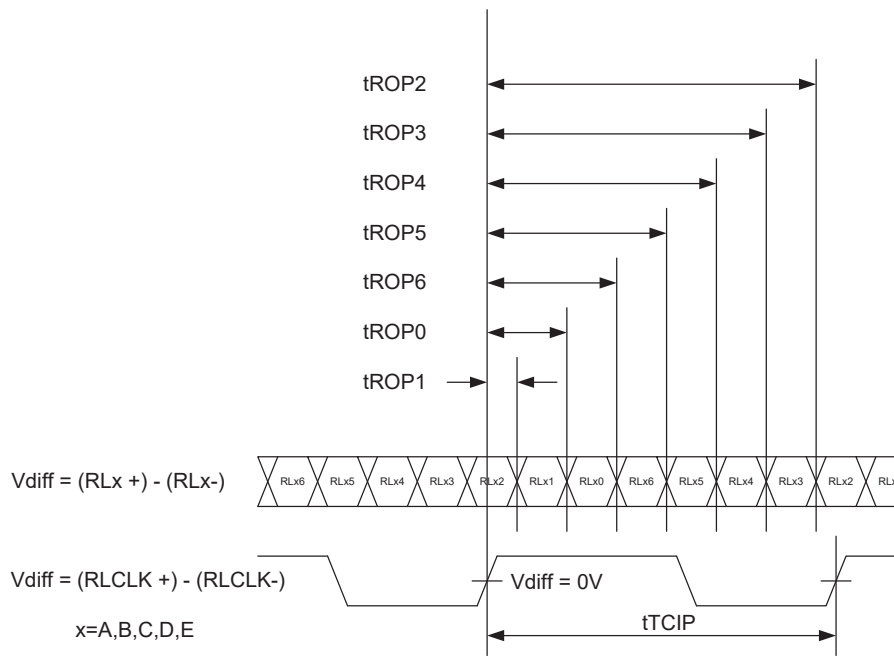 tROP2
tROP3
tROP4
tROP5
tROP6
tROP0
tROP1
Vdiff = (RLx +) - (RLx-)
RLx6 RLx5 RLx4 RLx3 RLx2 RLx1 RLx0 RLx6 RLx5 RLx4 RLx3 RLx2 RLx
Vdiff = (RLCLK +) - (RLCLK-)
Vdiff = 0V
x=A,B,C,D,E
tTCIP